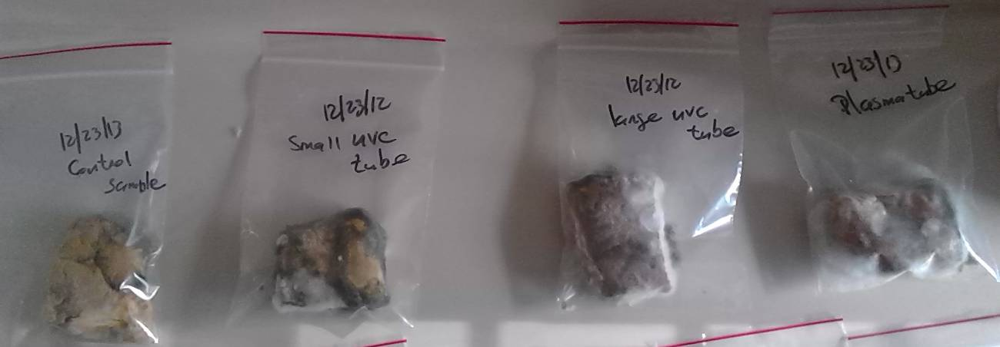 12/23/13
Control
Sample
12/23/12
Small uvc
tube
12/23/12
large uvc
tube
12/23/13
Plasma tube